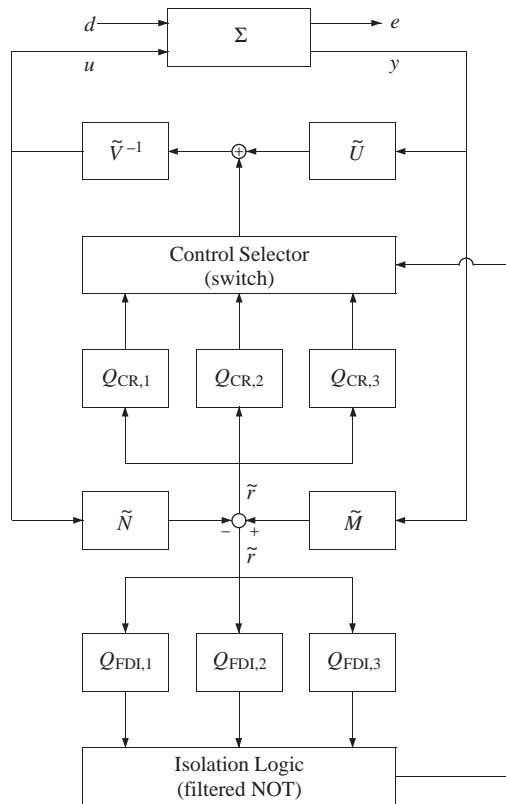 d Σ e
u y
Ṽ⁻¹ + Ũ
Control Selector
(switch)
Q_CR,1 Q_CR,2 Q_CR,3
r̃
Ñ − + M̃
r̃
Q_FDI,1 Q_FDI,2 Q_FDI,3
Isolation Logic
(filtered NOT)